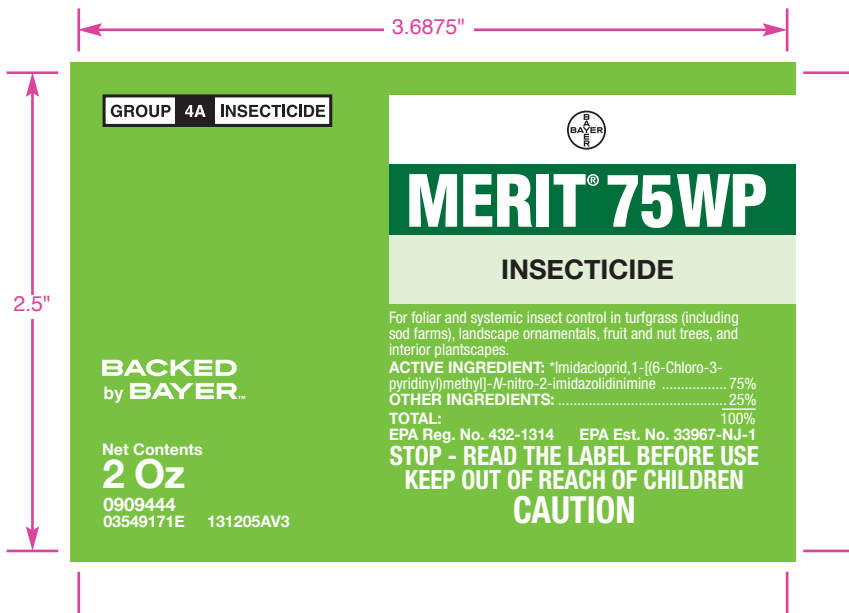 3.6875"
2.5"
GROUP 4A INSECTICIDE
BAYER
BAYER
MERIT® 75WP
INSECTICIDE
For foliar and systemic insect control in turfgrass (including
sod farms), landscape ornamentals, fruit and nut trees, and
interior plantscapes.
ACTIVE INGREDIENT: *Imidacloprid,1-[(6-Chloro-3-
pyridinyl)methyl]-N-nitro-2-imidazolidinimine ................. 75%
OTHER INGREDIENTS: ............................................ 25%
TOTAL: 100%
EPA Reg. No. 432-1314 EPA Est. No. 33967-NJ-1
STOP - READ THE LABEL BEFORE USE
KEEP OUT OF REACH OF CHILDREN
CAUTION
BACKED
by BAYER™
Net Contents
2 Oz
0909444
03549171E 131205AV3